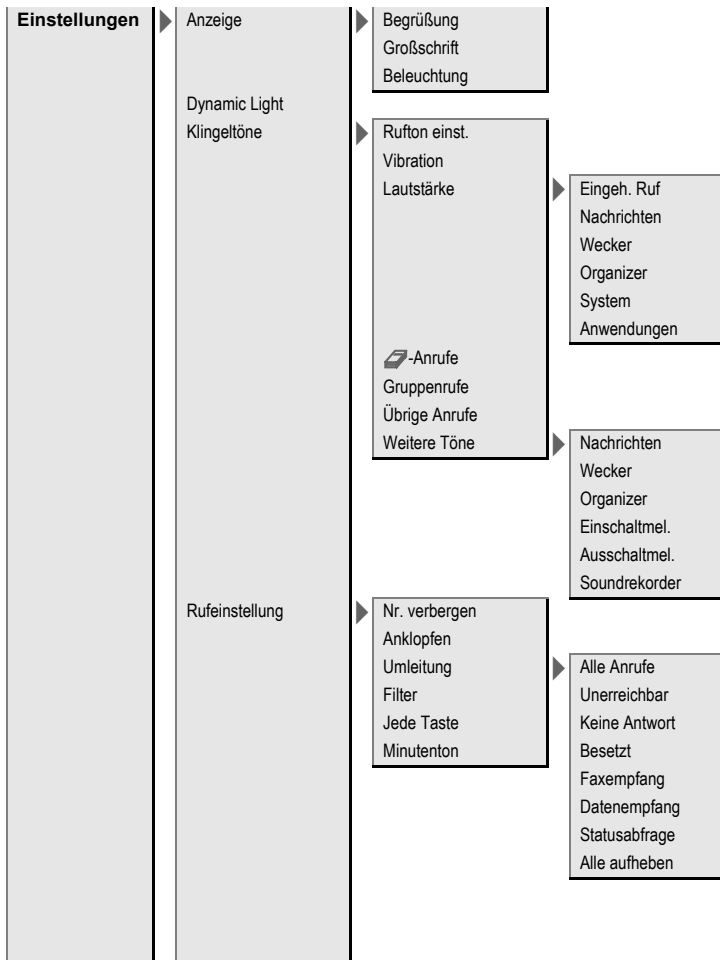 Einstellungen
Anzeige
Begrüßung
Großschrift
Beleuchtung
Dynamic Light
Klingeltöne
Rufton einst.
Vibration
Lautstärke
Eingeh. Ruf
Nachrichten
Wecker
Organizer
System
Anwendungen
-Anrufe
Gruppenrufe
Übrige Anrufe
Weitere Töne
Nachrichten
Wecker
Organizer
Einschaltmel.
Ausschaltmel.
Soundrekorder
Rufeinstellung
Nr. verbergen
Anklopfen
Umleitung
Filter
Jede Taste
Minutenton
Alle Anrufe
Unerreichbar
Keine Antwort
Besetzt
Faxempfang
Datenempfang
Statusabfrage
Alle aufheben